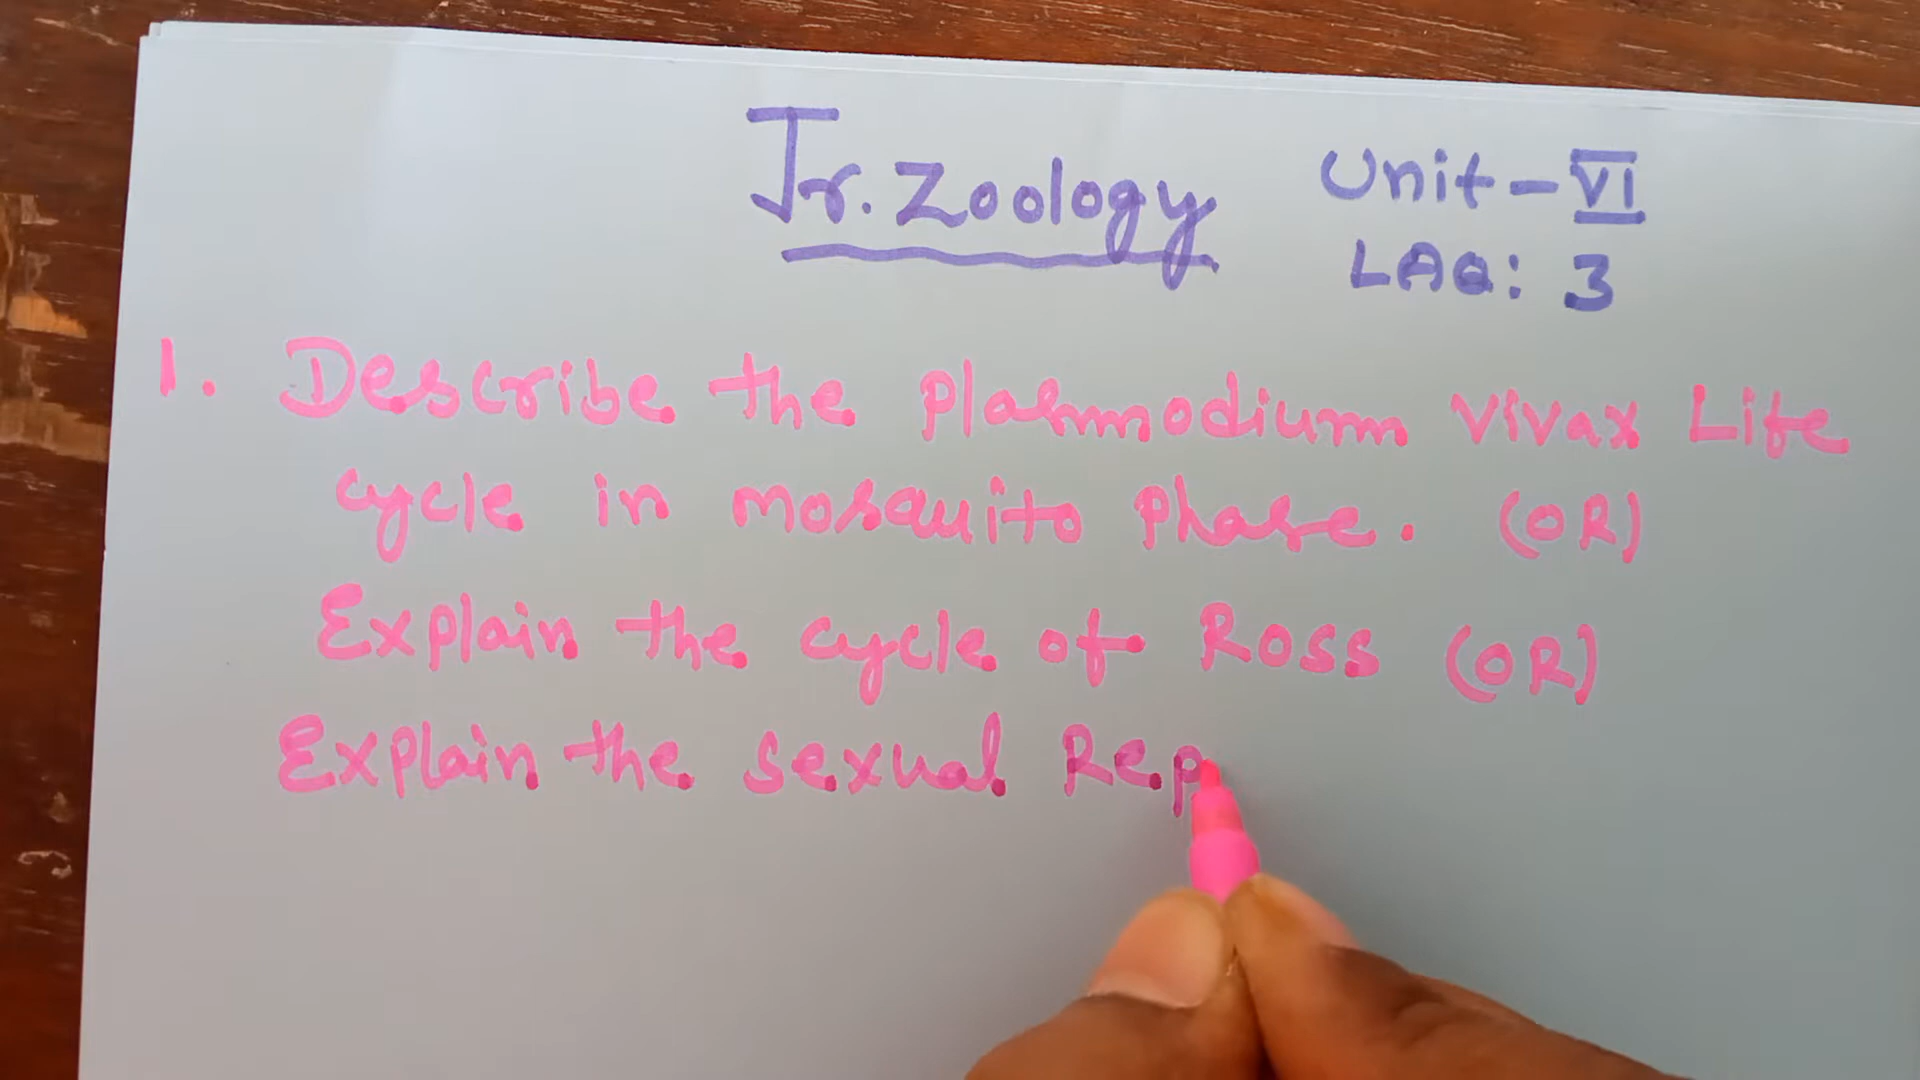 Jr. Zoology
Unit - VI
LAQ: 3
1. Describe the Plasmodium vivax Life
cycle in mosquito phase. (OR)
Explain the cycle of Ross (OR)
Explain the sexual Rep